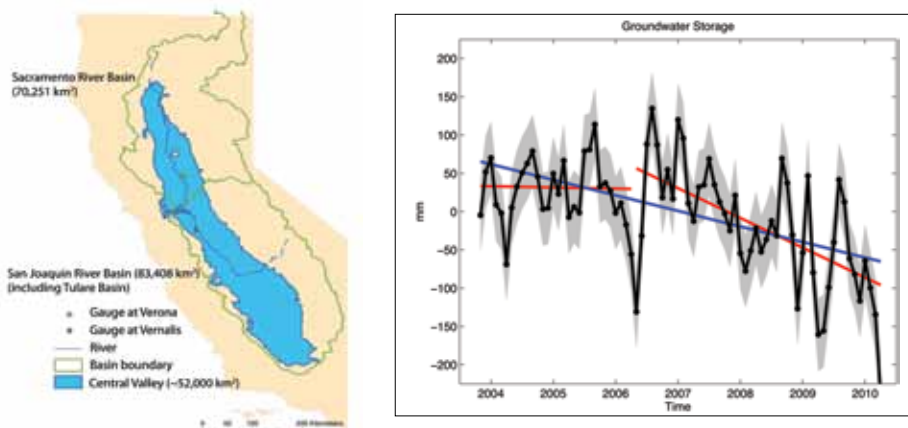 Sacramento River Basin
(70,251 km²)
San Joaquin River Basin (83,408 km²)
(including Tulare Basin)
Gauge at Verona
Gauge at Vernalis
River
Basin boundary
Central Valley (~52,000 km²)
Groundwater Storage
200
150
100
50
0
−50
−100
−150
−200
mm
2004
2005
2006
2007
2008
2009
2010
Time